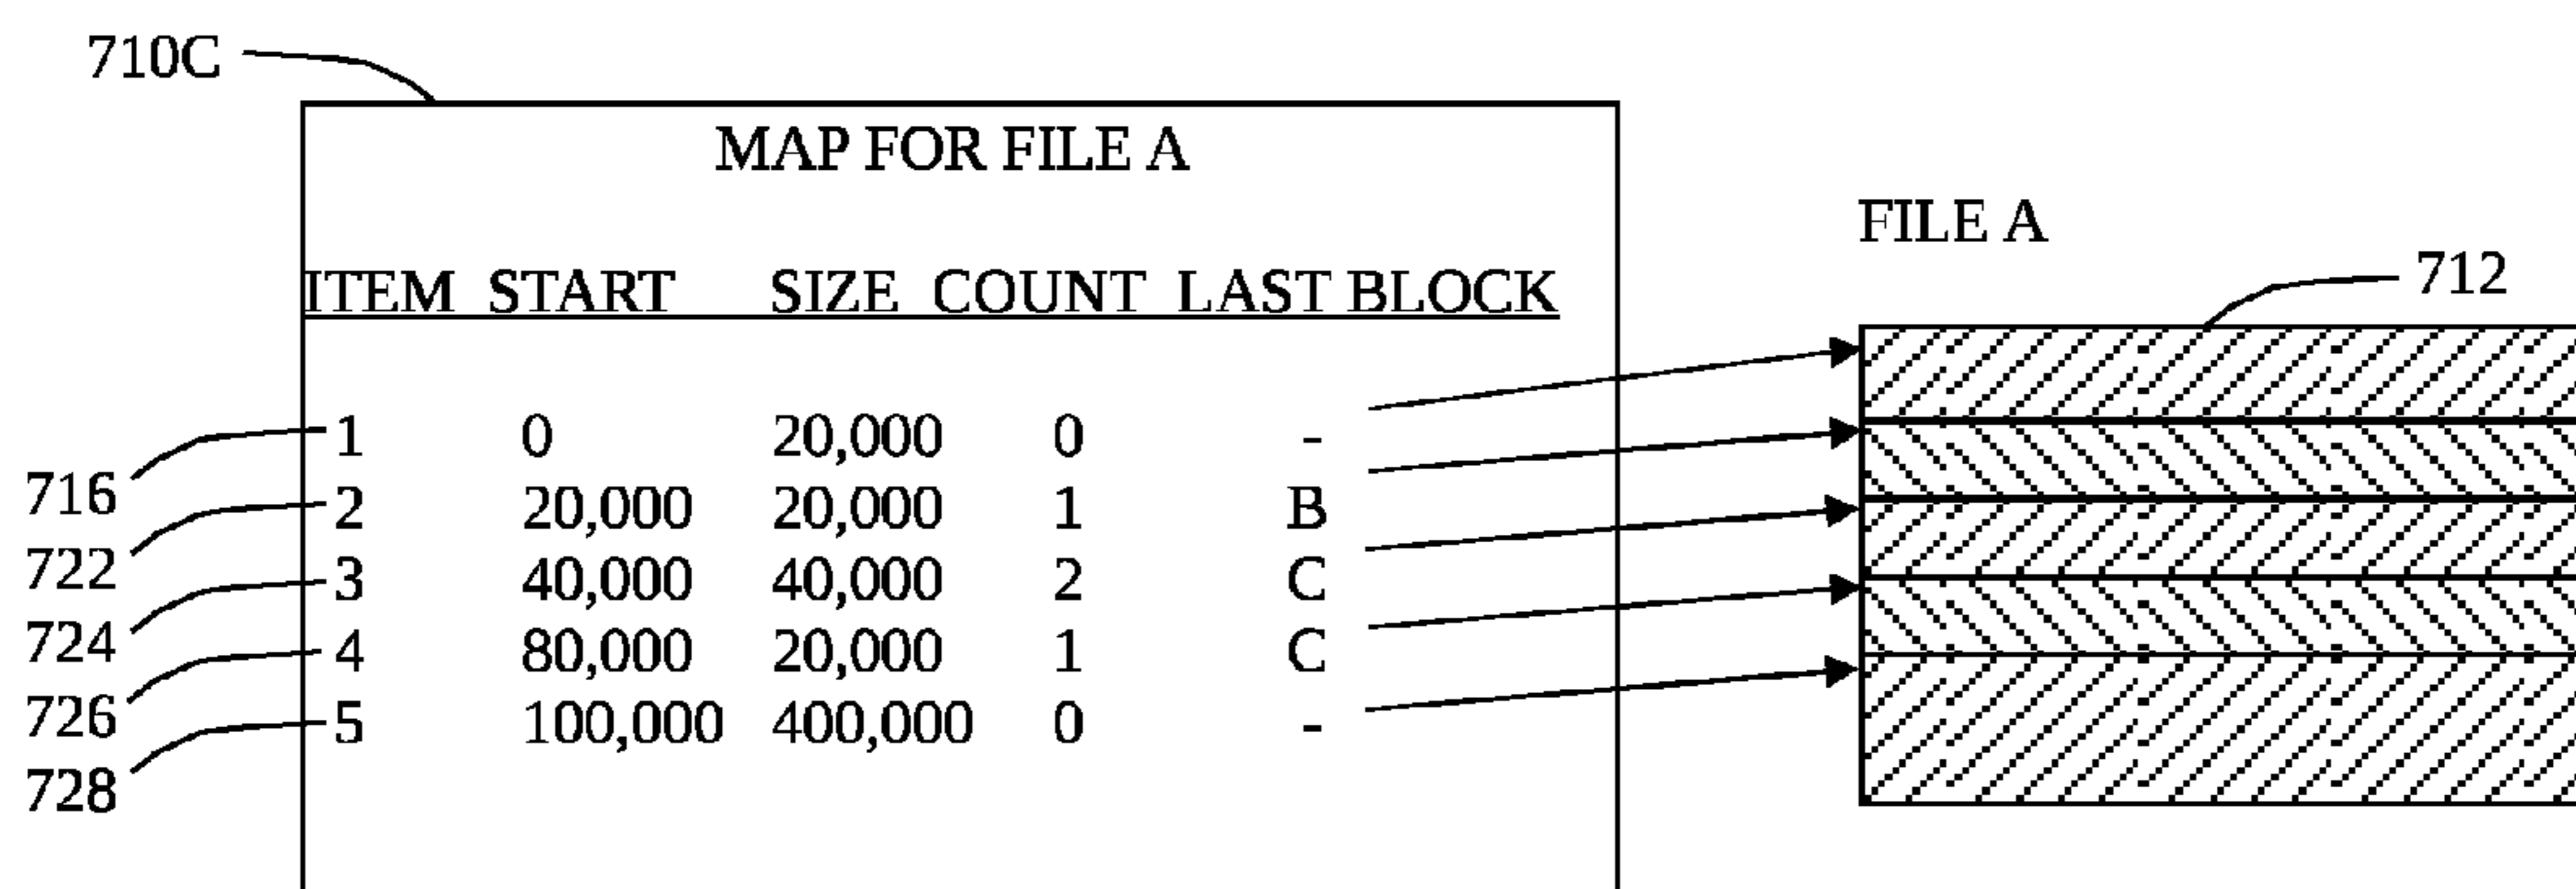 710C
MAP FOR FILE A
FILE A
712
ITEM START SIZE COUNT LAST BLOCK
1 0 20,000 0 -
716
2 20,000 20,000 1 B
722
3 40,000 40,000 2 C
724
4 80,000 20,000 1 C
726
5 100,000 400,000 0 -
728